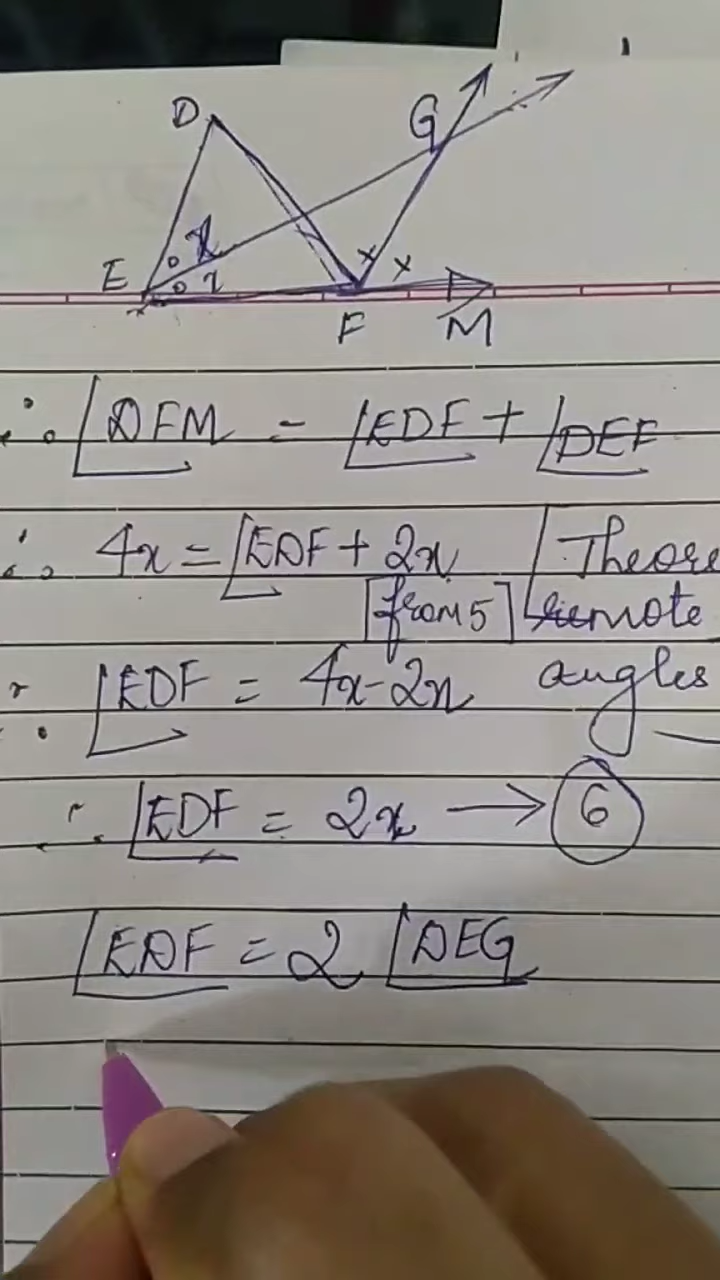 D
G
x
E
x
x x
F
M
∴ ∠DFM = ∠EDF + ∠DEF
∴ 4x = ∠EDF + 2x
[from 5] remote
∴ ∠EDF = 4x-2x angles
∴ ∠EDF = 2x → 6
∠EDF = 2 ∠DEG